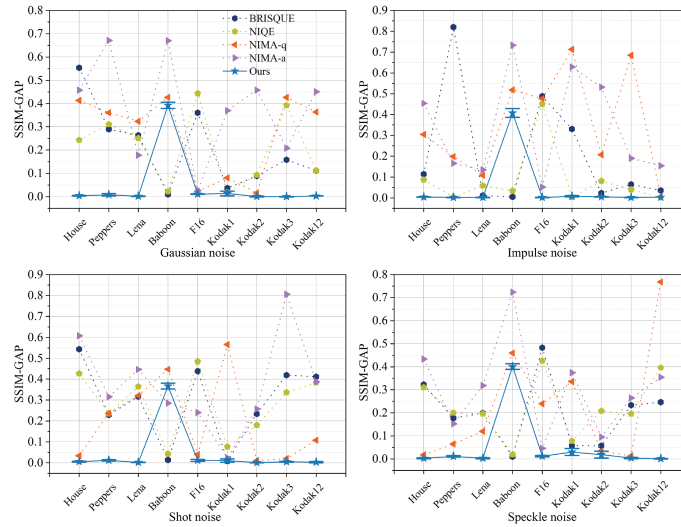 0.8
0.7
0.6
0.5
0.4
0.3
0.2
0.1
0.0
SSIM-GAP
BRISQUE
NIQE
NIMA-q
NIMA-a
Ours
House
Peppers
Lena
Baboon
F16
Kodak1
Kodak2
Kodak3
Kodak12
Gaussian noise
0.9
0.8
0.7
0.6
0.5
0.4
0.3
0.2
0.1
0.0
SSIM-GAP
House
Peppers
Lena
Baboon
F16
Kodak1
Kodak2
Kodak3
Kodak12
Impulse noise
0.9
0.8
0.7
0.6
0.5
0.4
0.3
0.2
0.1
0.0
SSIM-GAP
House
Peppers
Lena
Baboon
F16
Kodak1
Kodak2
Kodak3
Kodak12
Shot noise
0.8
0.7
0.6
0.5
0.4
0.3
0.2
0.1
0.0
SSIM-GAP
House
Peppers
Lena
Baboon
F16
Kodak1
Kodak2
Kodak3
Kodak12
Speckle noise